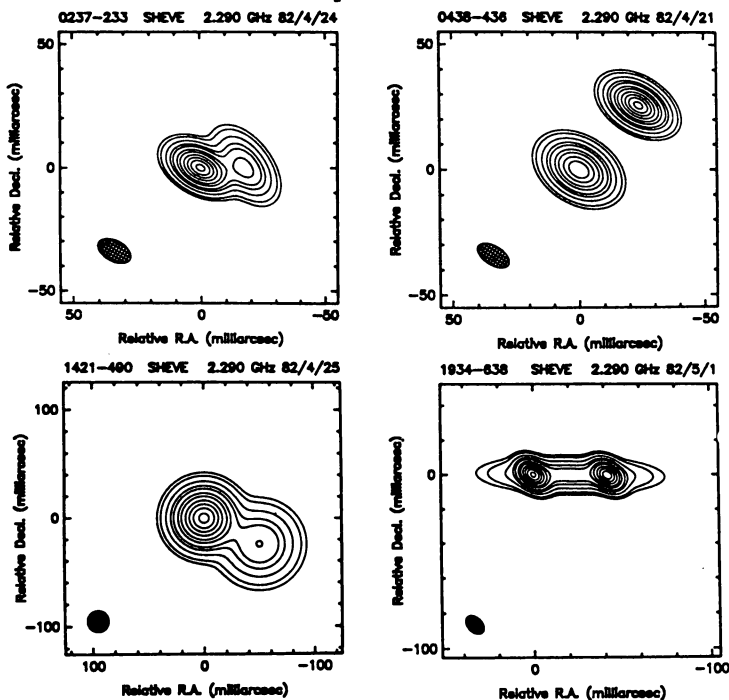 0237−233 SHEVE 2.290 GHz 82/4/24
50
0
−50
Relative Decl. (milliarcsec)
50 0 −50
Relative R.A. (milliarcsec)
0438−436 SHEVE 2.290 GHz 82/4/21
50
0
−50
Relative Decl. (milliarcsec)
50 0 −50
Relative R.A. (milliarcsec)
1421−490 SHEVE 2.290 GHz 82/4/25
100
0
−100
Relative Decl. (milliarcsec)
100 0 −100
Relative R.A. (milliarcsec)
1934−638 SHEVE 2.290 GHz 82/5/1
0
−100
Relative Decl. (milliarcsec)
0 −100
Relative R.A. (milliarcsec)